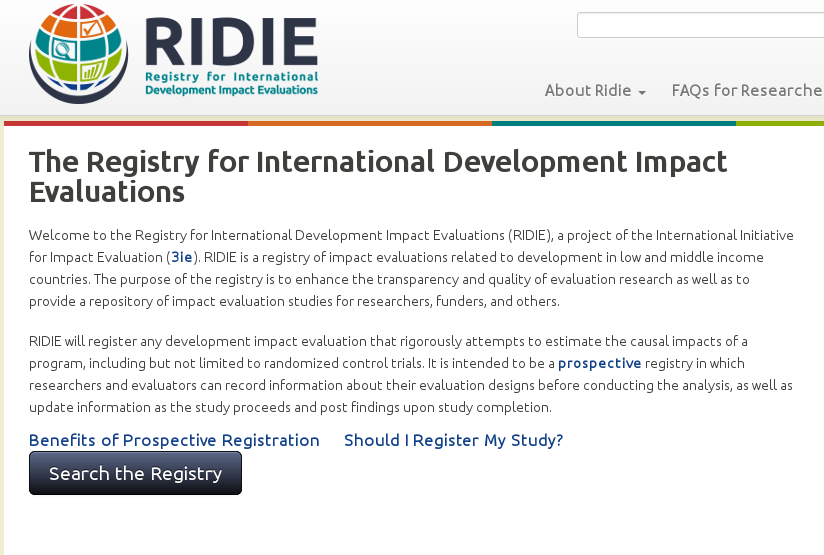 RIDIE
Registry for International
Development Impact Evaluations
About Ridie
FAQs for Researche
The Registry for International Development Impact
Evaluations
Welcome to the Registry for International Development Impact Evaluations (RIDIE), a project of the International Initiative
for Impact Evaluation (3ie). RIDIE is a registry of impact evaluations related to development in low and middle income
countries. The purpose of the registry is to enhance the transparency and quality of evaluation research as well as to
provide a repository of impact evaluation studies for researchers, funders, and others.
RIDIE will register any development impact evaluation that rigorously attempts to estimate the causal impacts of a
program, including but not limited to randomized control trials. It is intended to be a prospective registry in which
researchers and evaluators can record information about their evaluation designs before conducting the analysis, as well as
update information as the study proceeds and post findings upon study completion.
Benefits of Prospective Registration
Should I Register My Study?
Search the Registry